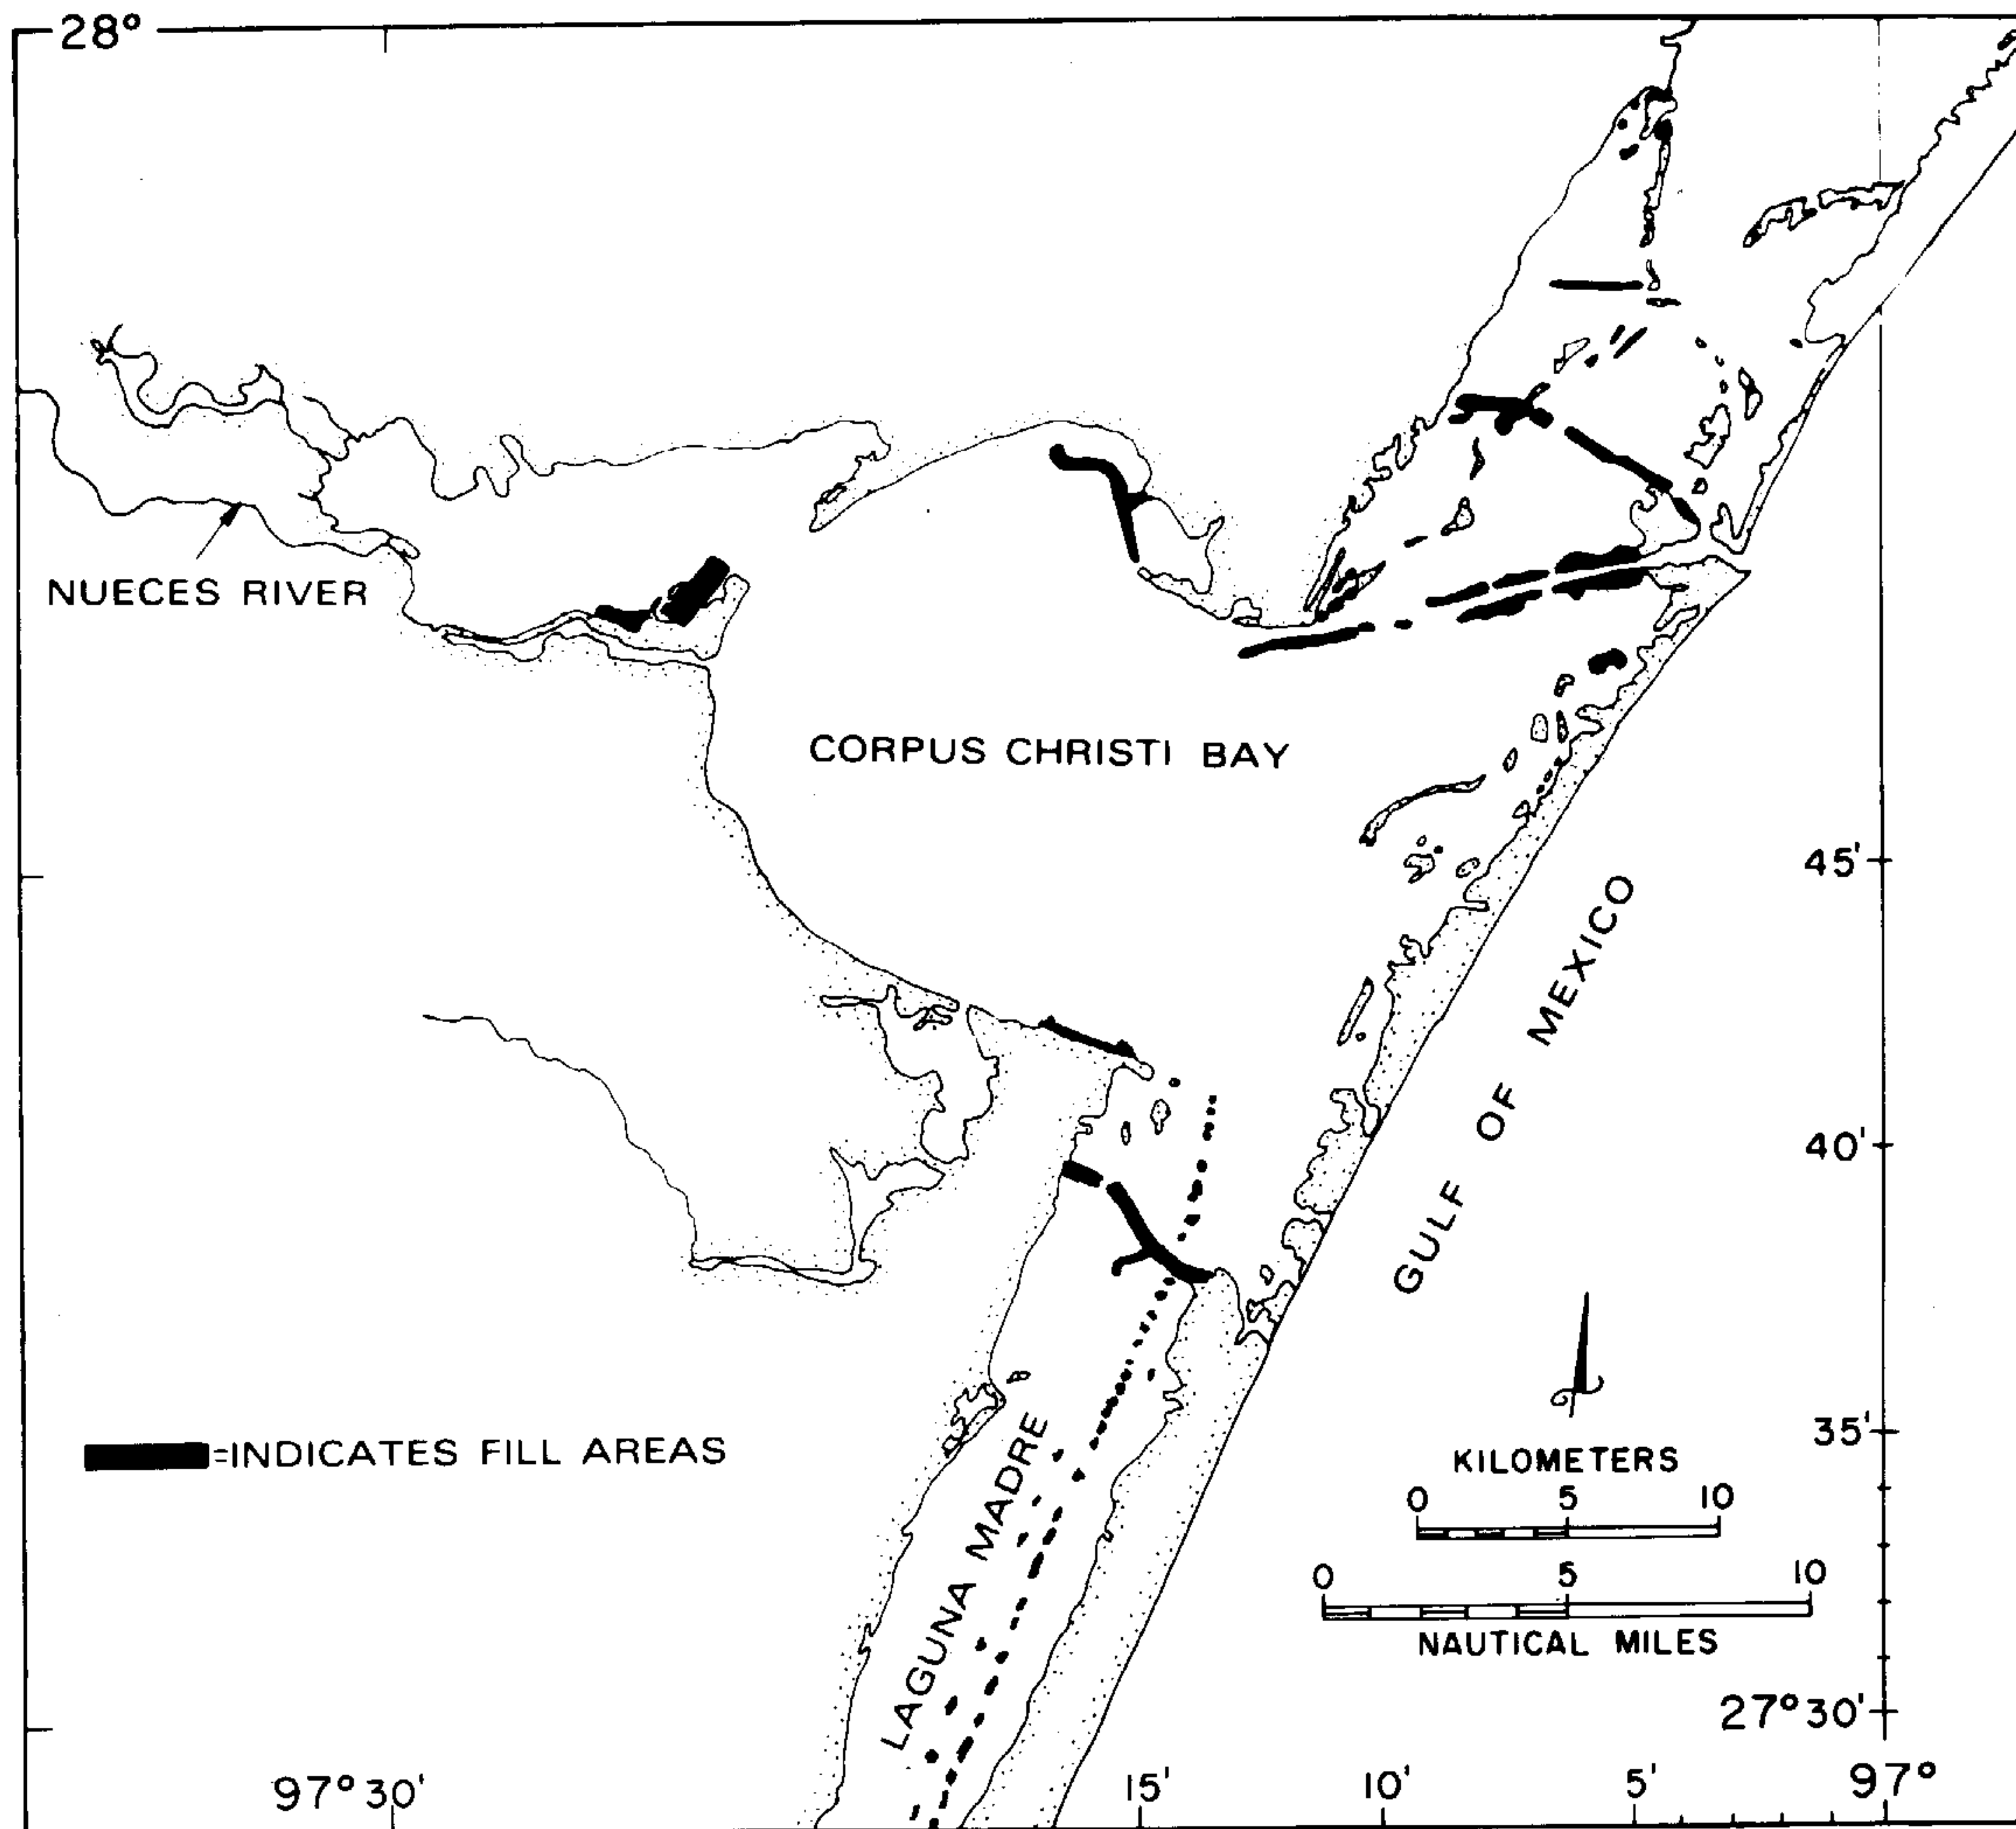 28°
NUECES RIVER
CORPUS CHRISTI BAY
45'
GULF OF MEXICO
40'
=INDICATES FILL AREAS
LAGUNA MADRE
35'
KILOMETERS
0 5 10
0 5 10
NAUTICAL MILES
27°30'
97°30' 15' 10' 5' 97°